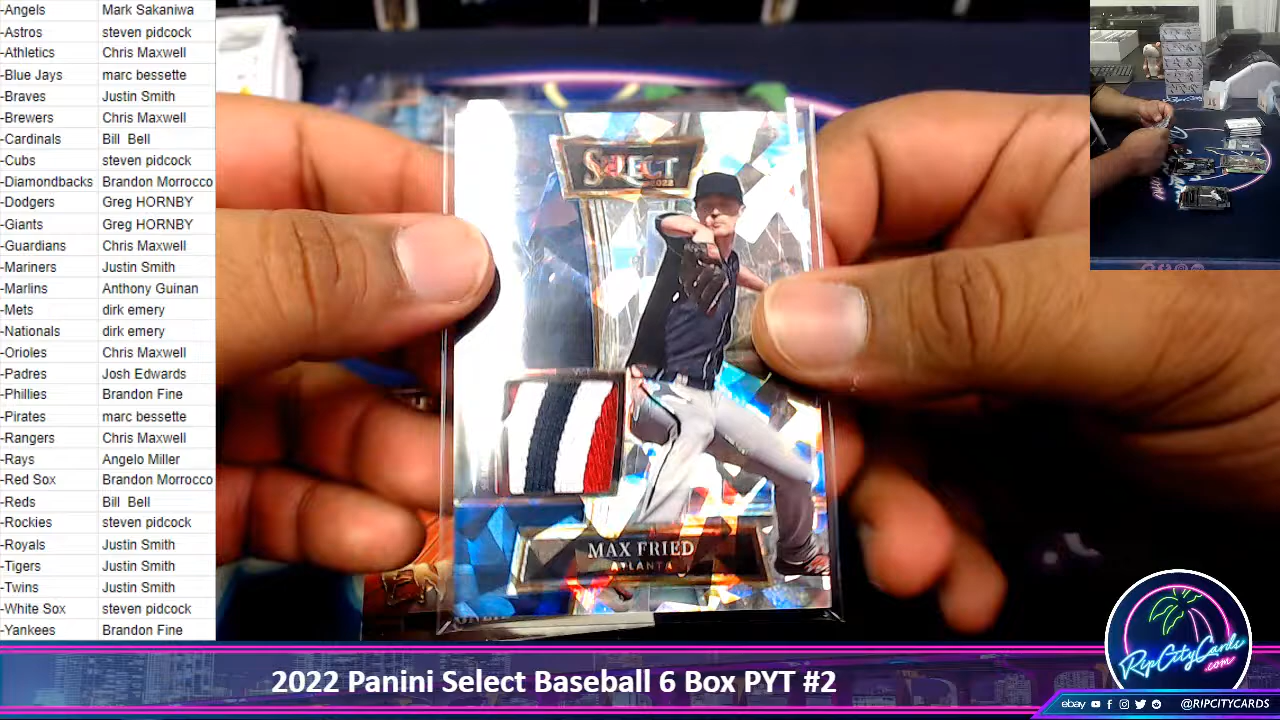 -Angels Mark Sakaniwa
-Astros steven pidcock
-Athletics Chris Maxwell
-Blue Jays marc bessette
-Braves Justin Smith
-Brewers Chris Maxwell
-Cardinals Bill Bell
-Cubs steven pidcock
-Diamondbacks Brandon Morrocco
-Dodgers Greg HORNBY
-Giants Greg HORNBY
-Guardians Chris Maxwell
-Mariners Justin Smith
-Marlins Anthony Guinan
-Mets dirk emery
-Nationals dirk emery
-Orioles Chris Maxwell
-Padres Josh Edwards
-Phillies Brandon Fine
-Pirates marc bessette
-Rangers Chris Maxwell
-Rays Angelo Miller
-Red Sox Brandon Morrocco
-Reds Bill Bell
-Rockies steven pidcock
-Royals Justin Smith
-Tigers Justin Smith
-Twins Justin Smith
-White Sox steven pidcock
-Yankees Brandon Fine
SELECT
2022
MAX FRIED
ATLANTA
RipCityCards
.com
2022 Panini Select Baseball 6 Box PYT #2
ebay @RIPCITYCARDS